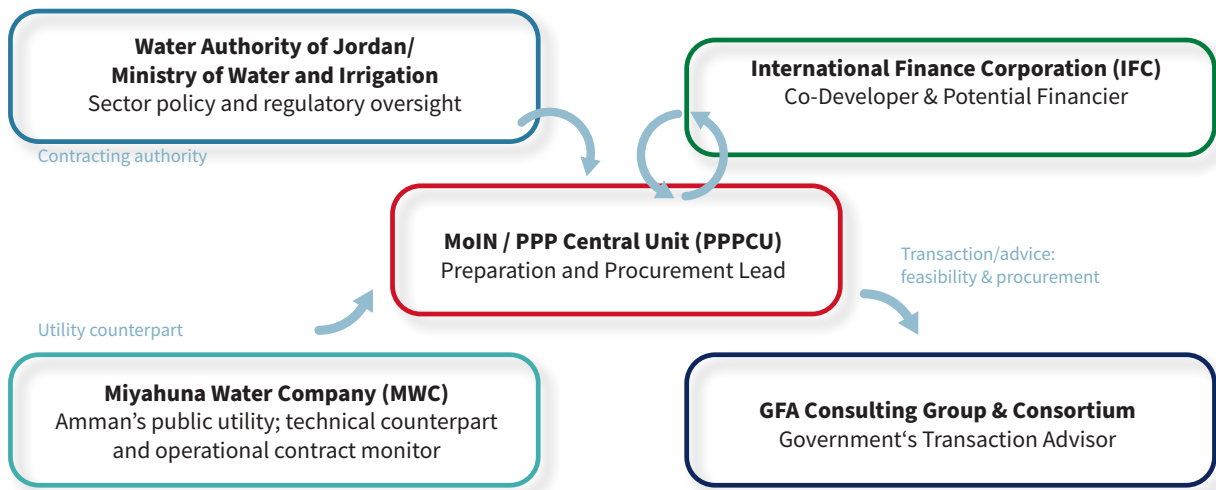 Water Authority of Jordan/
Ministry of Water and Irrigation
Sector policy and regulatory oversight
Contracting authority
International Finance Corporation (IFC)
Co-Developer & Potential Financier
MoIN / PPP Central Unit (PPPCU)
Preparation and Procurement Lead
Transaction/advice:
feasibility & procurement
Utility counterpart
Miyahuna Water Company (MWC)
Amman's public utility; technical counterpart
and operational contract monitor
GFA Consulting Group & Consortium
Government‘s Transaction Advisor